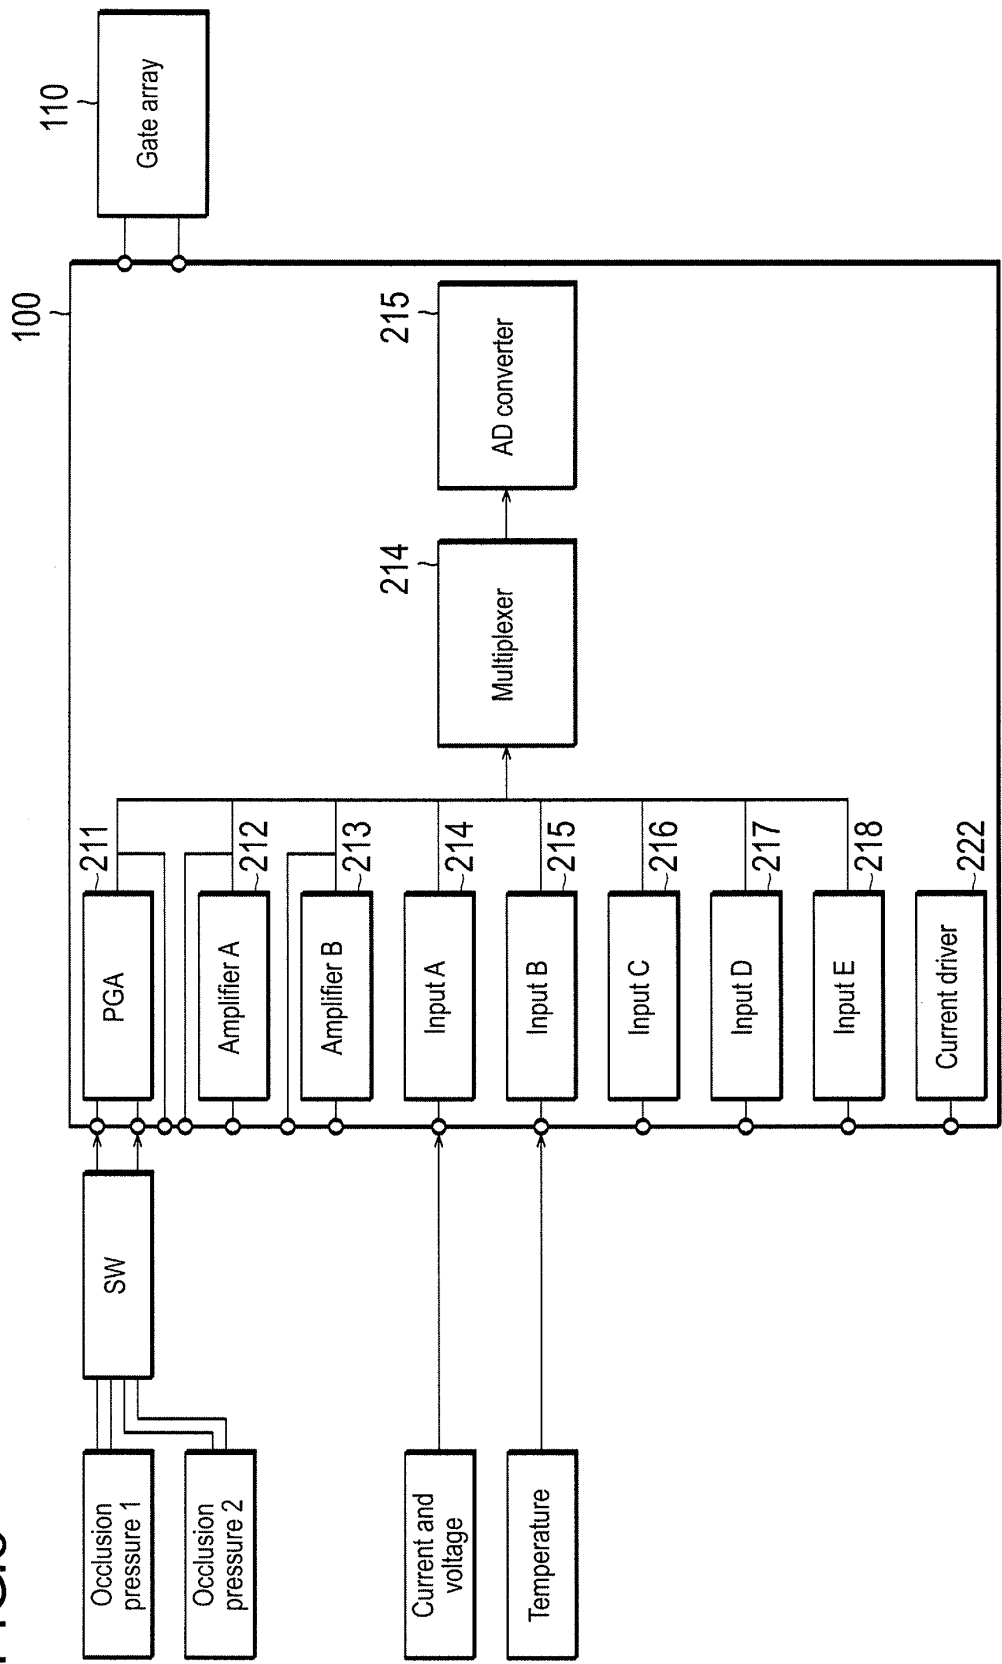 100
110
Occlusion
pressure 1
SW
PGA
211
Gate array
Occlusion
pressure 2
Amplifier A
212
Amplifier B
213
214
215
Current and
voltage
Input A
214
Multiplexer
AD converter
Temperature
Input B
215
Input C
216
Input D
217
Input E
218
Current driver
222